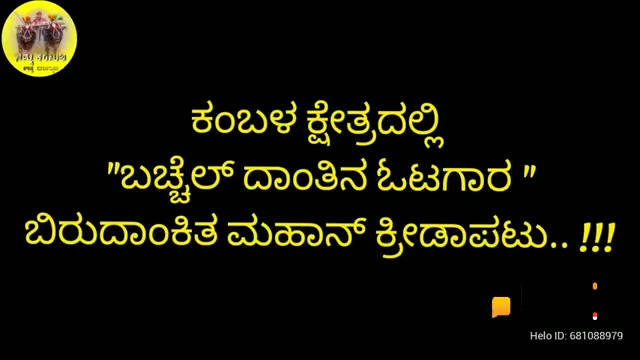 ಕಂಬಳ ಕ್ಷೇತ್ರದಲ್ಲಿ
"ಬಚ್ಚೆಲ್ ದಾಂತಿನ ಓಟಗಾರ "
ಬಿರುದಾಂಕಿತ ಮಹಾನ್ ಕ್ರೀಡಾಪಟು.. !!!
Helo ID: 681088979